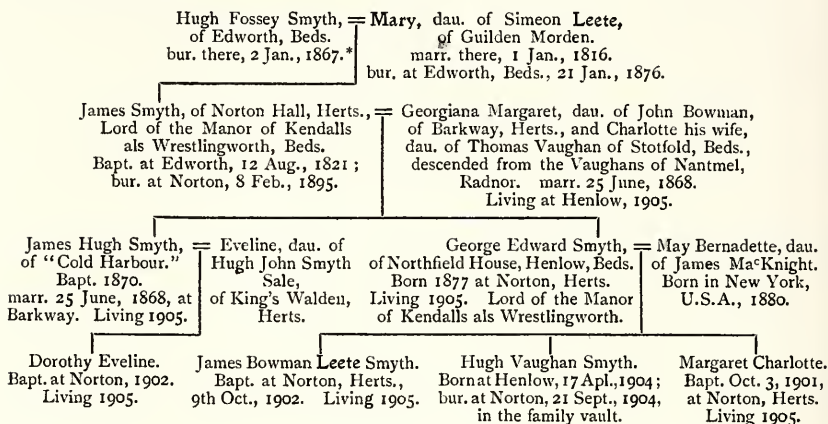 Hugh Fossey Smyth, = Mary, dau. of Simeon Leete,
of Edworth, Beds.
bur. there, 2 Jan., 1867.*
of Guilden Morden.
marr. there, 1 Jan., 1816.
bur. at Edworth, Beds., 21 Jan., 1876.
James Smyth, of Norton Hall, Herts., =
Lord of the Manor of Kendalls
als Wrestlingworth, Beds.
Bapt. at Edworth, 12 Aug., 1821 ;
bur. at Norton, 8 Feb., 1895.
Georgiana Margaret, dau. of John Bowman,
of Barkway, Herts., and Charlotte his wife,
dau. of Thomas Vaughan of Stotfold, Beds.,
descended from the Vaughans of Nantmel,
Radnor. marr. 25 June, 1868.
Living at Henlow, 1905.
James Hugh Smyth, =
of "Cold Harbour."
Bapt. 1870.
marr. 25 June, 1868, at
Barkway. Living 1905.
Eveline, dau. of
Hugh John Smyth
Sale,
of King's Walden,
Herts.
George Edward Smyth, =
of Northfield House, Henlow, Beds.
Born 1877 at Norton, Herts.
Living 1905. Lord of the Manor
of Kendalls als Wrestlingworth.
May Bernadette, dau.
of James MacKnight.
Born in New York,
U.S.A., 1880.
Dorothy Eveline.
Bapt. at Norton, 1902.
Living 1905.
James Bowman Leete Smyth.
Bapt. at Norton, Herts.,
9th Oct., 1902. Living 1905.
Hugh Vaughan Smyth.
Born at Henlow, 17 Apl., 1904;
bur. at Norton, 21 Sept., 1904,
in the family vault.
Margaret Charlotte.
Bapt. Oct. 3, 1901,
at Norton, Herts.
Living 1905.